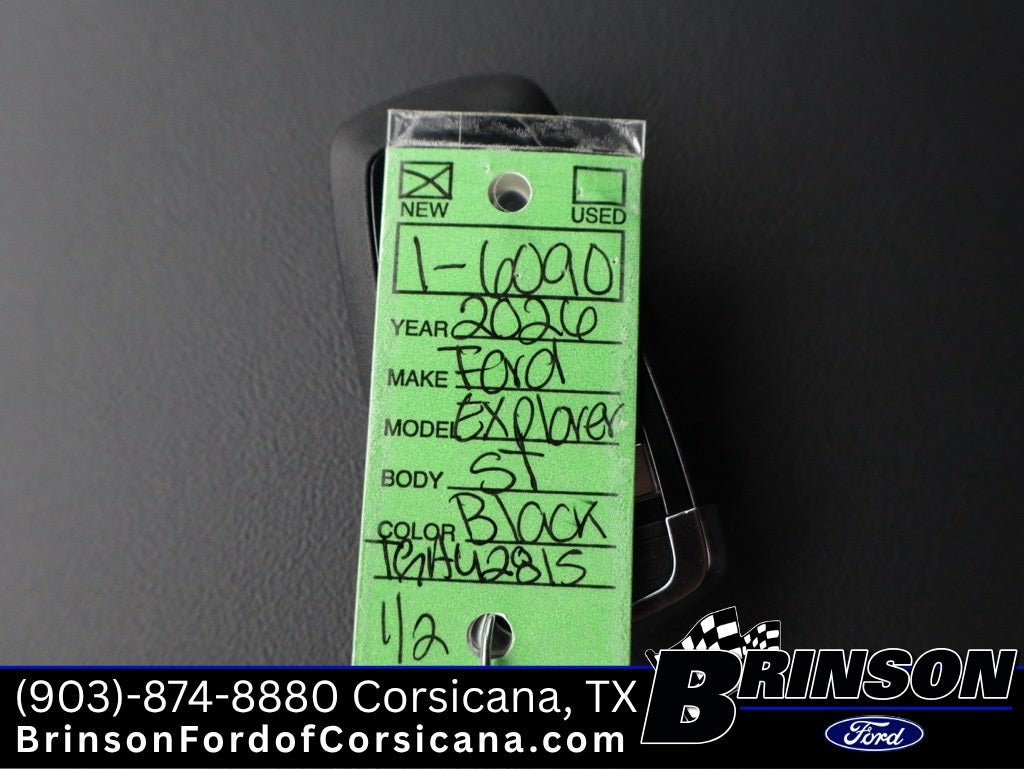 NEW USED
1-6090
YEAR 2026
MAKE Ford
MODEL Explorer
BODY ST
COLOR Black
TGA42815
1/2
(903)-874-8880 Corsicana, TX
BrinsonFordofCorsicana.com
BRINSON
Ford